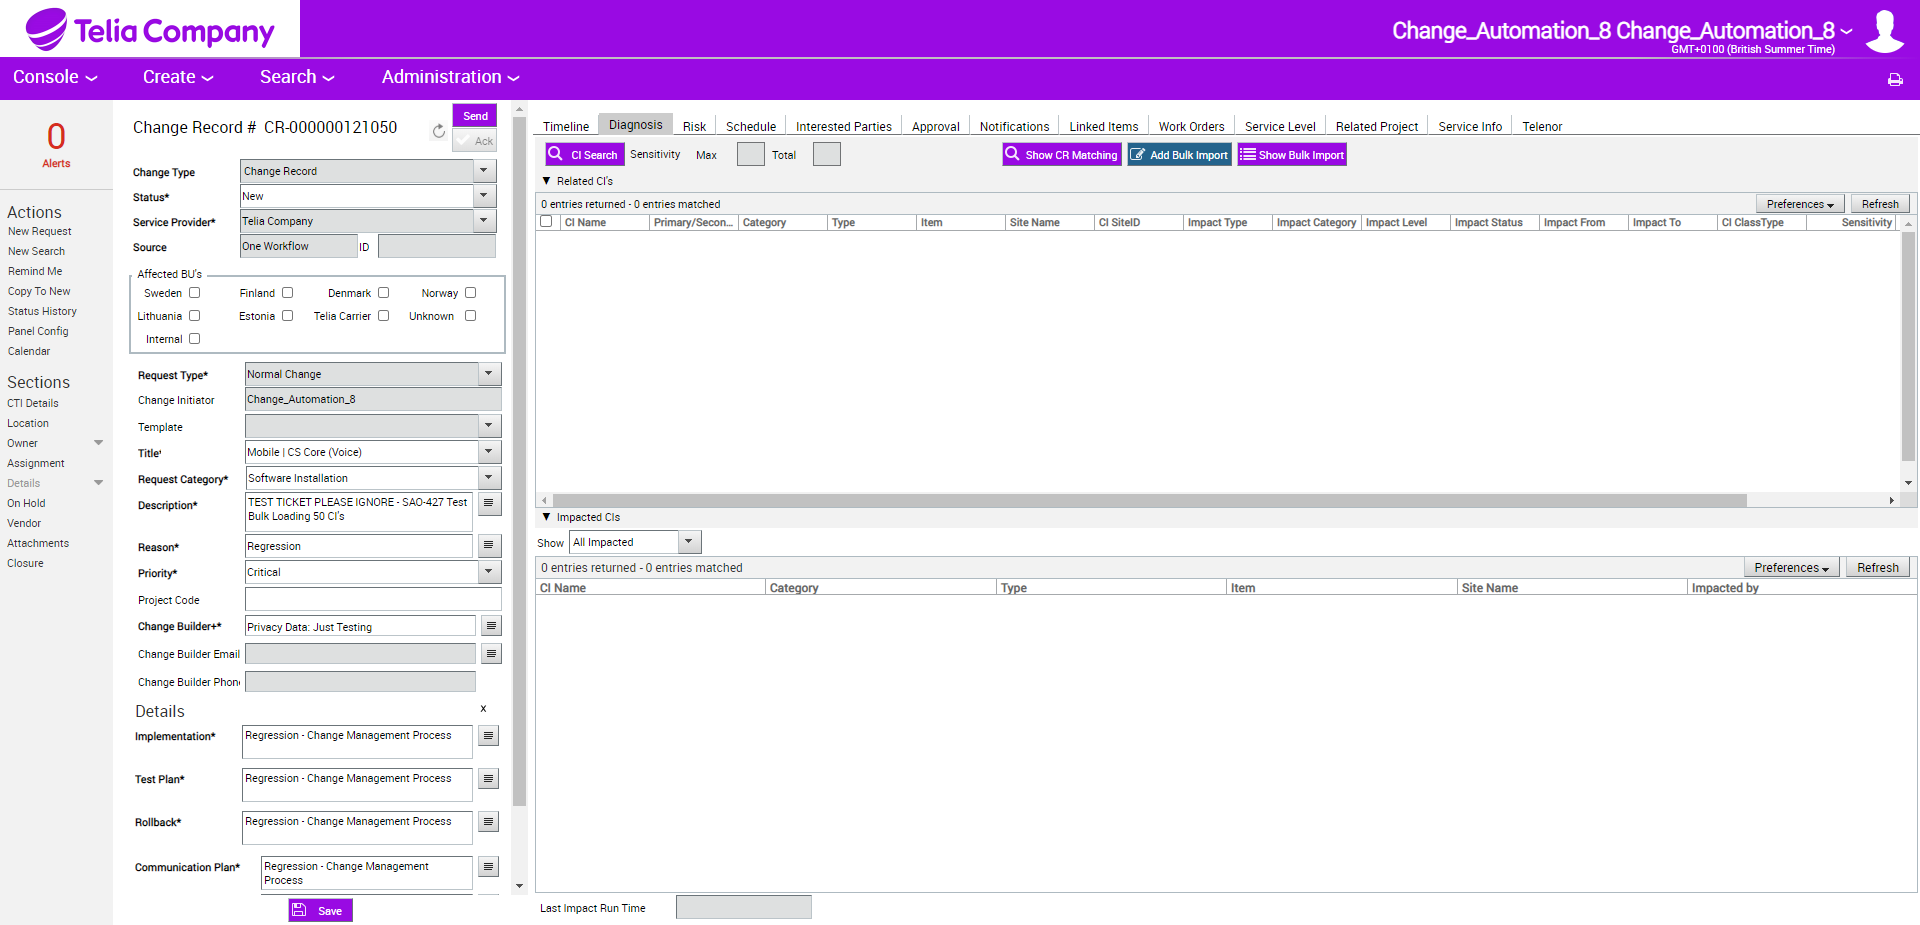 Telia Company
Change_Automation_8 Change_Automation_8
GMT+0100 (British Summer Time)
Console Create Search Administration
0
Alerts
Actions
New Request
New Search
Remind Me
Copy To New
Status History
Panel Config
Calendar
Sections
CTI Details
Location
Owner
Assignment
Details
On Hold
Vendor
Attachments
Closure
Change Record # CR-000000121050
Send
Ack
Change Type Change Record
Status* New
Service Provider* Telia Company
Source One Workflow ID
Affected BU's
Sweden Finland Denmark Norway
Lithuania Estonia Telia Carrier Unknown
Internal
Request Type* Normal Change
Change Initiator Change_Automation_8
Template
Title* Mobile | CS Core (Voice)
Request Category* Software Installation
Description* TEST TICKET PLEASE IGNORE - SAO-427 Test
Bulk Loading 50 CI's
Reason* Regression
Priority* Critical
Project Code
Change Builder+* Privacy Data: Just Testing
Change Builder Email
Change Builder Phon
Details x
Implementation* Regression - Change Management Process
Test Plan* Regression - Change Management Process
Rollback* Regression - Change Management Process
Communication Plan* Regression - Change Management
Process
Save
Timeline Diagnosis Risk Schedule Interested Parties Approval Notifications Linked Items Work Orders Service Level Related Project Service Info Telenor
CI Search Sensitivity Max Total Show CR Matching Add Bulk Import Show Bulk Import
Related CI's
0 entries returned - 0 entries matched Preferences Refresh
CI Name Primary/Secon... Category Type Item Site Name CI SiteID Impact Type Impact Category Impact Level Impact Status Impact From Impact To CI ClassType Sensitivity
Impacted CIs
Show All Impacted
0 entries returned - 0 entries matched Preferences Refresh
CI Name Category Type Item Site Name Impacted by
Last Impact Run Time